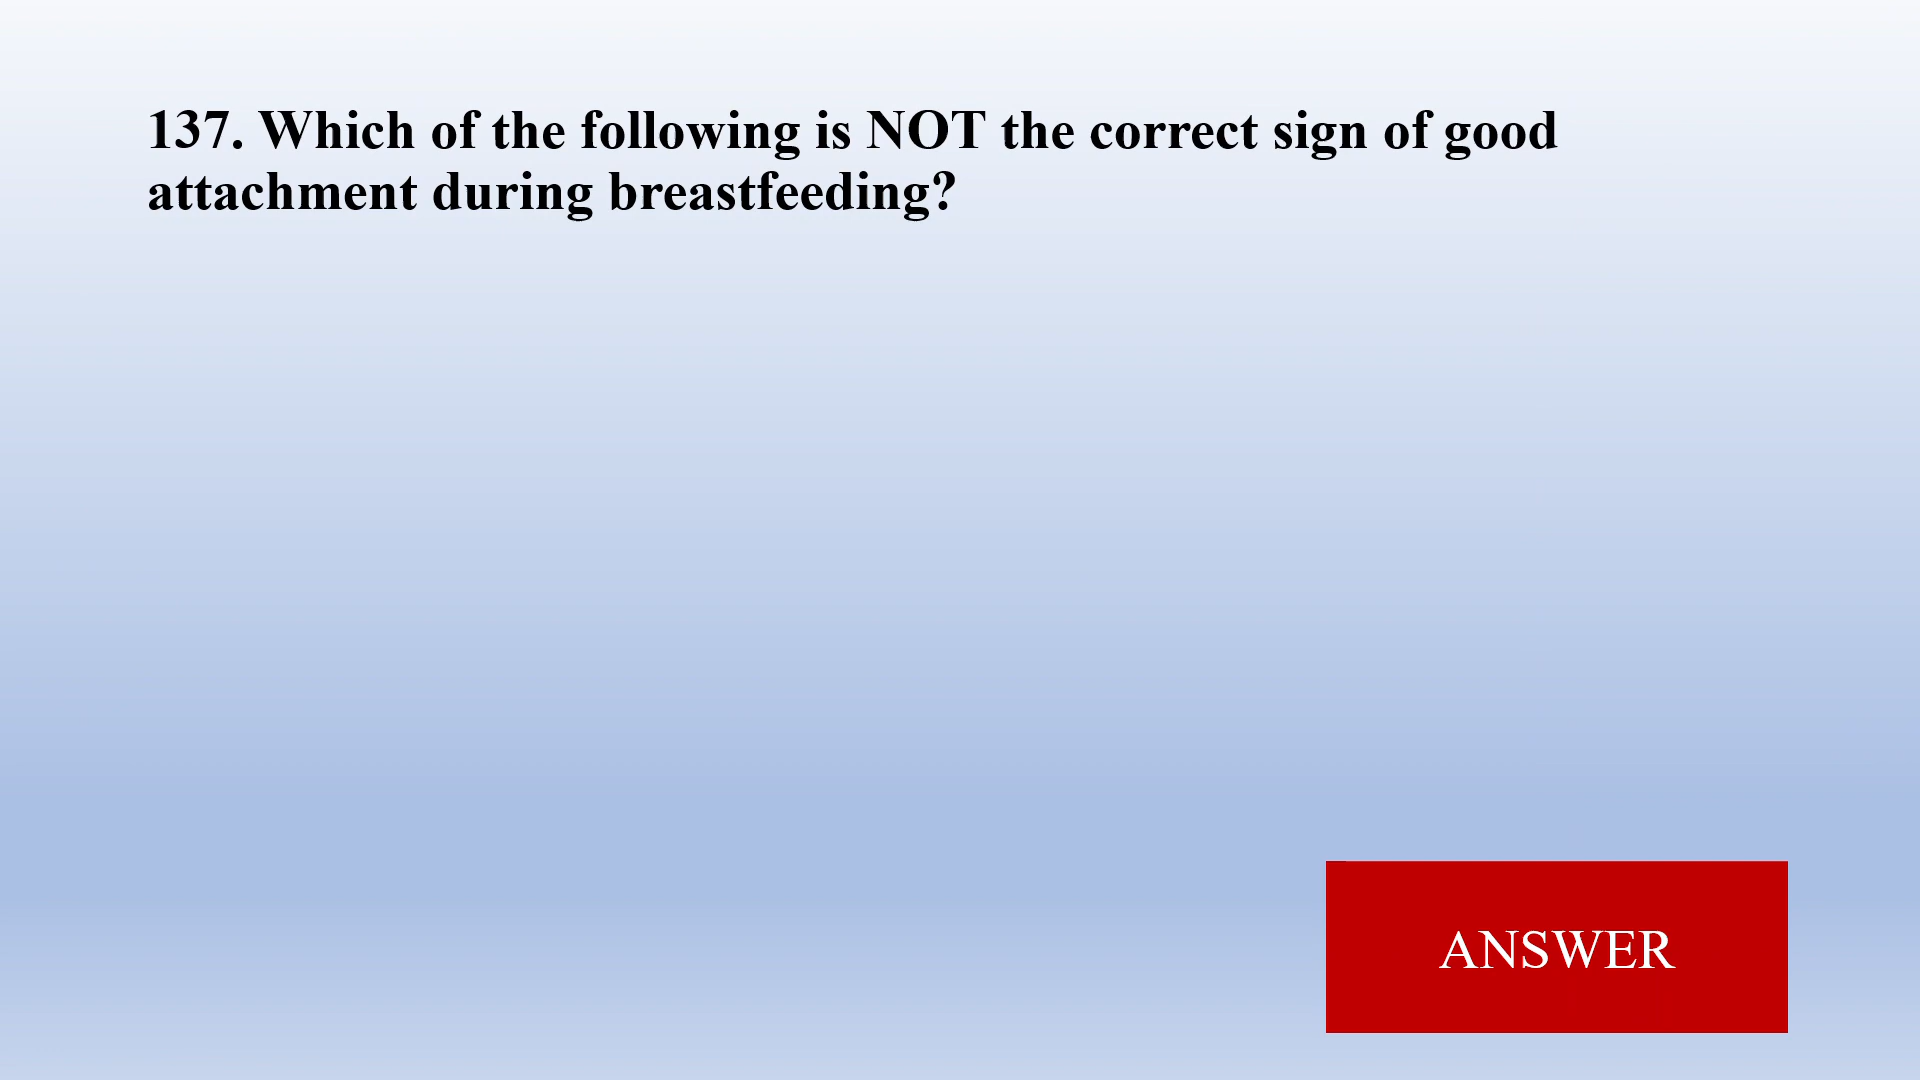 137. Which of the following is NOT the correct sign of good
attachment during breastfeeding?
ANSWER